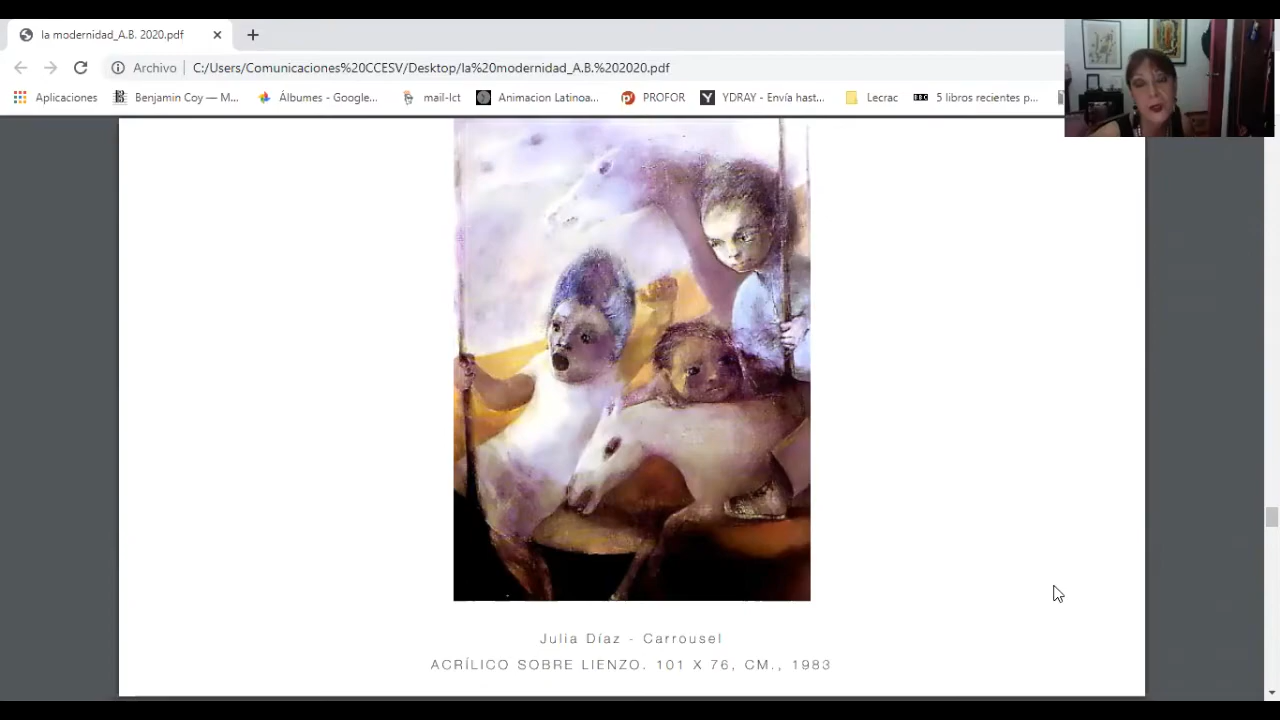 la modernidad_A.B. 2020.pdf
Archivo | C:/Users/Comunicaciones%20CCESV/Desktop/la%20modernidad_A.B.%202020.pdf
Aplicaciones Benjamin Coy — M... Álbumes - Google... mail-lct Animacion Latinoa... PROFOR YDRAY - Envía hast... Lecrac BBC 5 libros recientes p...
Julia Díaz - Carrousel
ACRÍLICO SOBRE LIENZO. 101 X 76, CM., 1983